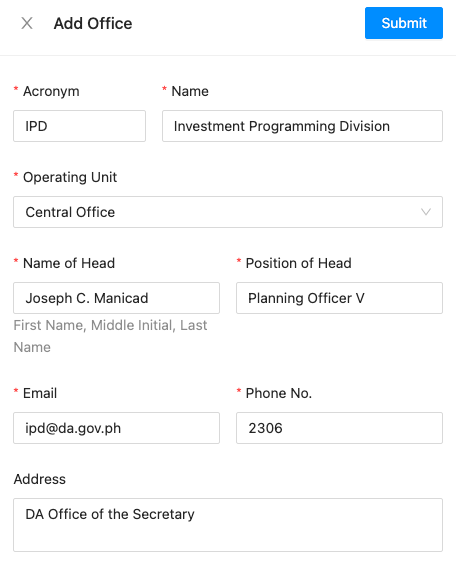 Add Office
Submit
* Acronym
* Name
IPD
Investment Programming Division
* Operating Unit
Central Office
* Name of Head
* Position of Head
Joseph C. Manicad
Planning Officer V
First Name, Middle Initial, Last
Name
* Email
* Phone No.
ipd@da.gov.ph
2306
Address
DA Office of the Secretary